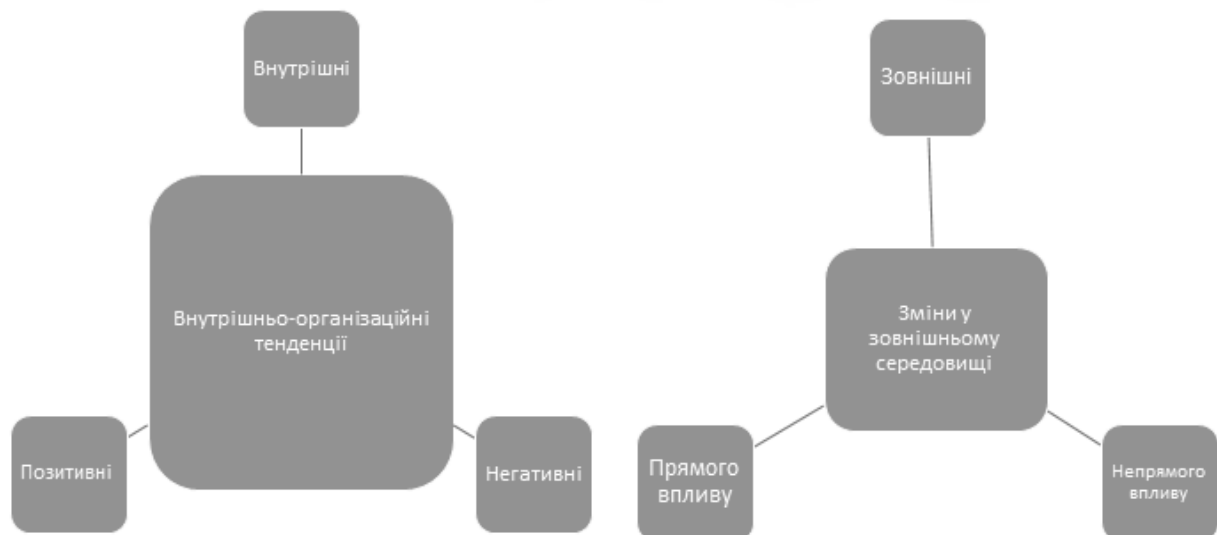 Внутрішні
Внутрішньо-організаційні
тенденції
Позитивні
Негативні
Зовнішні
Зміни у
зовнішньому
середовищі
Прямого
впливу
Непрямого
впливу